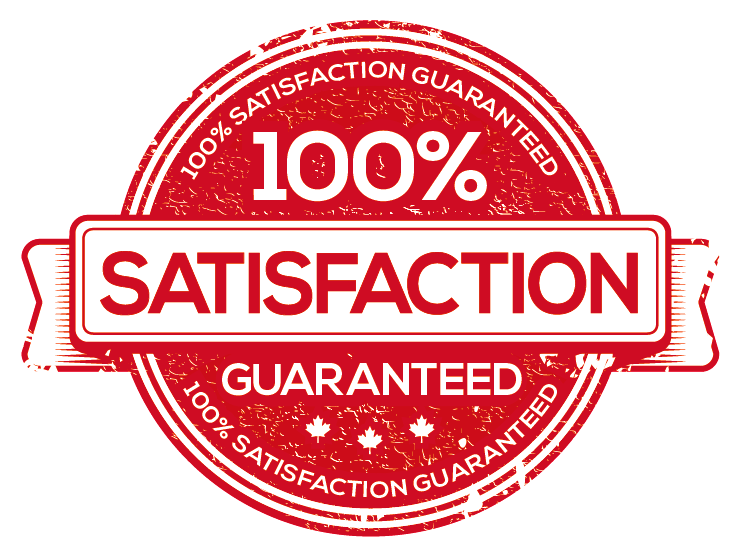 100% SATISFACTION GUARANTEED
100%
SATISFACTION
GUARANTEED
100% SATISFACTION GUARANTEED